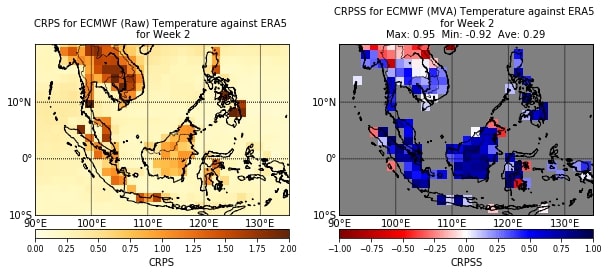 CRPS for ECMWF (Raw) Temperature against ERA5
for Week 2
10°N
0°
10°S
90°E 100°E 110°E 120°E 130°E
0.00 0.25 0.50 0.75 1.00 1.25 1.50 1.75 2.00
CRPS
CRPSS for ECMWF (MVA) Temperature against ERA5
for Week 2
Max: 0.95 Min: -0.92 Ave: 0.29
10°N
0°
10°S
90°E 100°E 110°E 120°E 130°E
−1.00 −0.75 −0.50 −0.25 0.00 0.25 0.50 0.75 1.00
CRPSS